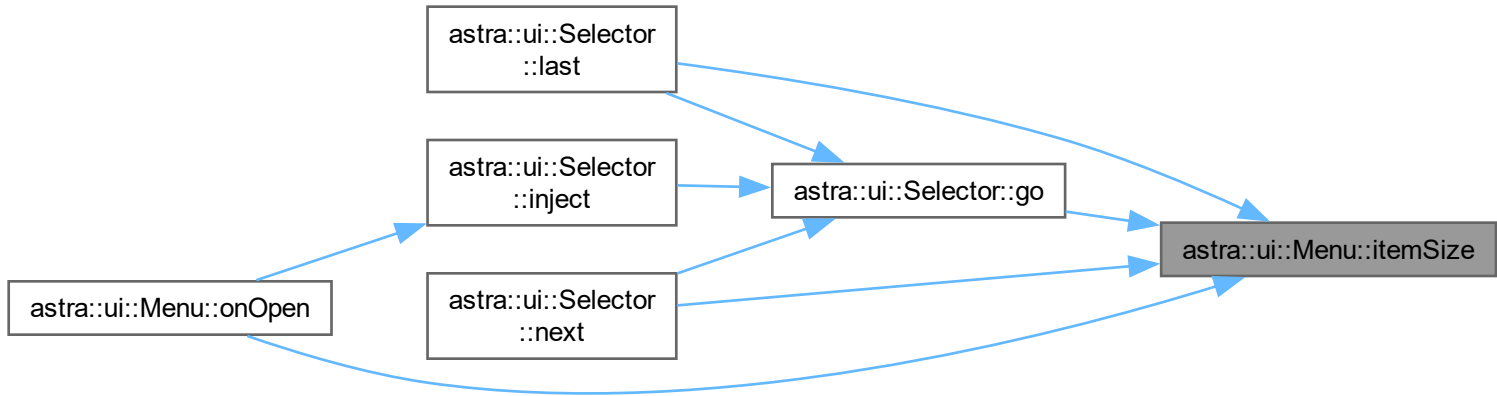 astra::ui::Selector
::last
astra::ui::Selector
::inject
astra::ui::Selector::go
astra::ui::Menu::itemSize
astra::ui::Menu::onOpen
astra::ui::Selector
::next